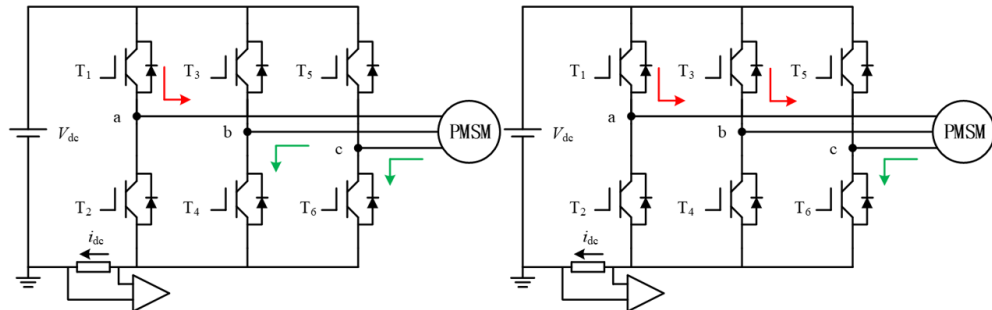 T1 T3 T5
a
b
c
PMSM
Vdc
T2 T4 T6
idc
T1 T3 T5
a
b
c
PMSM
Vdc
T2 T4 T6
idc